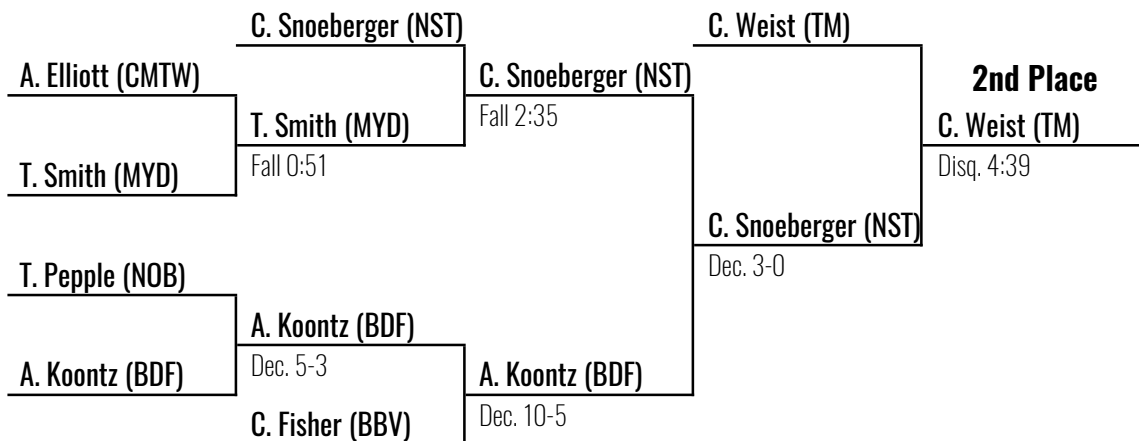 C. Snoeberger (NST)
C. Weist (TM)
A. Elliott (CMTW)
C. Snoeberger (NST)
2nd Place
Fall 2:35
T. Smith (MYD)
C. Weist (TM)
Fall 0:51
Disq. 4:39
T. Smith (MYD)
C. Snoeberger (NST)
Dec. 3-0
T. Pepple (NOB)
A. Koontz (BDF)
Dec. 5-3
A. Koontz (BDF)
A. Koontz (BDF)
Dec. 10-5
C. Fisher (BBV)